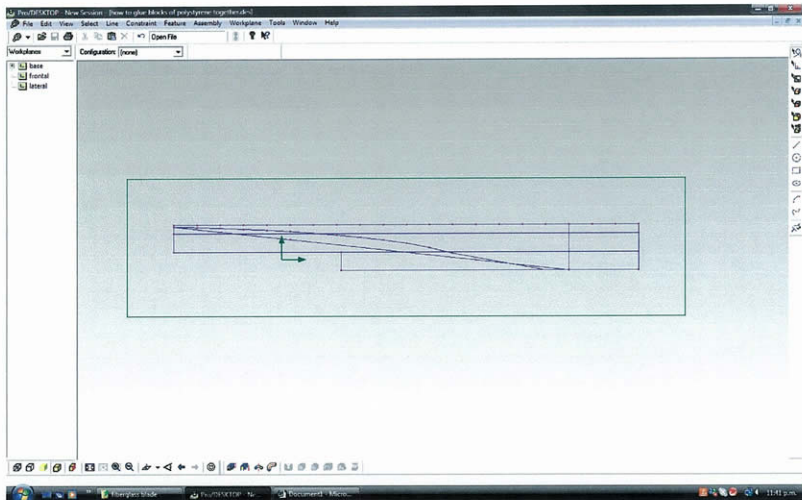 Pro/DESKTOP - New Session - [how to glue blocks of polystyrene together.des]
File Edit View Select Line Constraint Feature Assembly Workplane Tools Window Help
Open File
Workplanes Configuration: (none)
base
frontal
lateral
fiberglass blade Pro/DESKTOP - Ne... Document1 - Micro... 11:41 p.m.